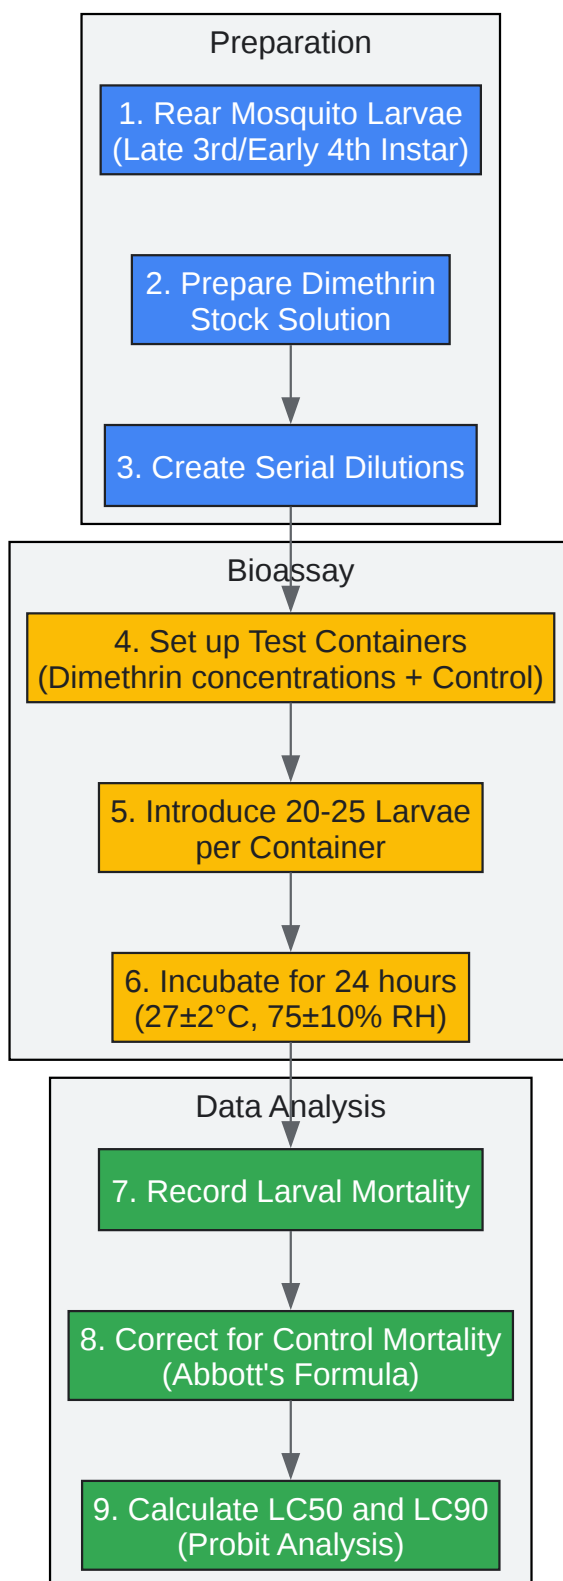 Preparation
1. Rear Mosquito Larvae
(Late 3rd/Early 4th Instar)
2. Prepare Dimethrin
Stock Solution
3. Create Serial Dilutions
Bioassay
4. Set up Test Containers
(Dimethrin concentrations + Control)
5. Introduce 20-25 Larvae
per Container
6. Incubate for 24 hours
(27±2°C, 75±10% RH)
Data Analysis
7. Record Larval Mortality
8. Correct for Control Mortality
(Abbott's Formula)
9. Calculate LC50 and LC90
(Probit Analysis)